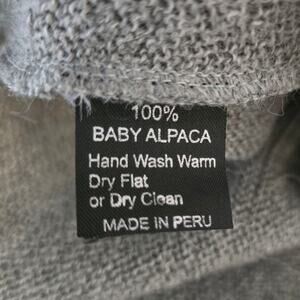 100%
BABY ALPACA
Hand Wash Warm
Dry Flat
or Dry Clean
MADE IN PERU